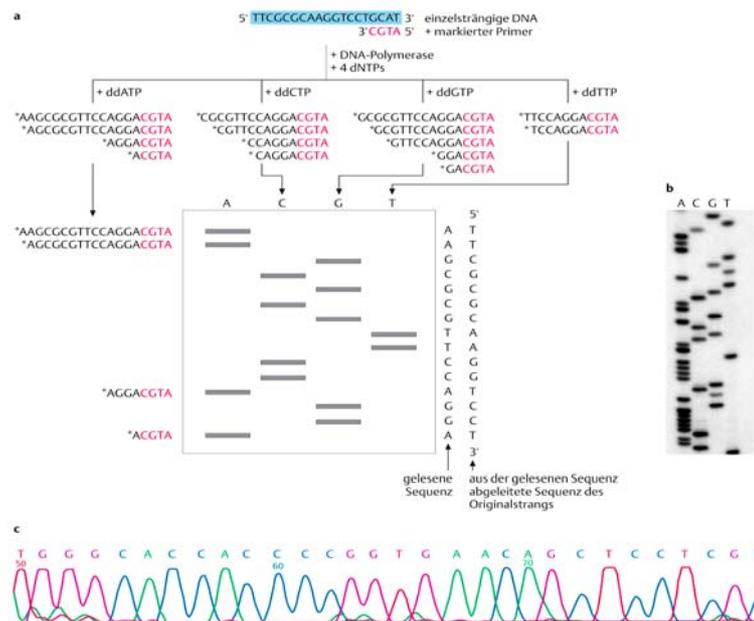 a
5' TTCGCGCAAGGTCCTGCAT 3' einzelsträngige DNA
3'CGTA 5' + markierter Primer
+ DNA-Polymerase
+ 4 dNTPs
+ ddATP + ddCTP + ddGTP + ddTTP
*AAGCGCGTTCCAGGACGTA *CGCGTTCCAGGACGTA *GCGCGTTCCAGGACGTA *TTCCAGGACGTA
*AGCGCGTTCCAGGACGTA *CGTTCCAGGACGTA *GCGTTCCAGGACGTA *TCCAGGACGTA
*AGGACGTA *CCAGGACGTA *GTTCCAGGACGTA
*ACGTA *CAGGACGTA *GGACGTA
*GACGTA
b
A C G T
A C G T
5'
*AAGCGCGTTCCAGGACGTA A T
*AGCGCGTTCCAGGACGTA A T
G C
C G
G C
C G
G C
T A
T A
C G
C G
*AGGACGTA A T
G C
G C
*ACGTA A T
3'
gelesene aus der gelesenen Sequenz
Sequenz abgeleitete Sequenz des
Originalstrangs
c
T G G G C A C C A C C C C G G T G A A C A G C T C C T C G
50 60 70